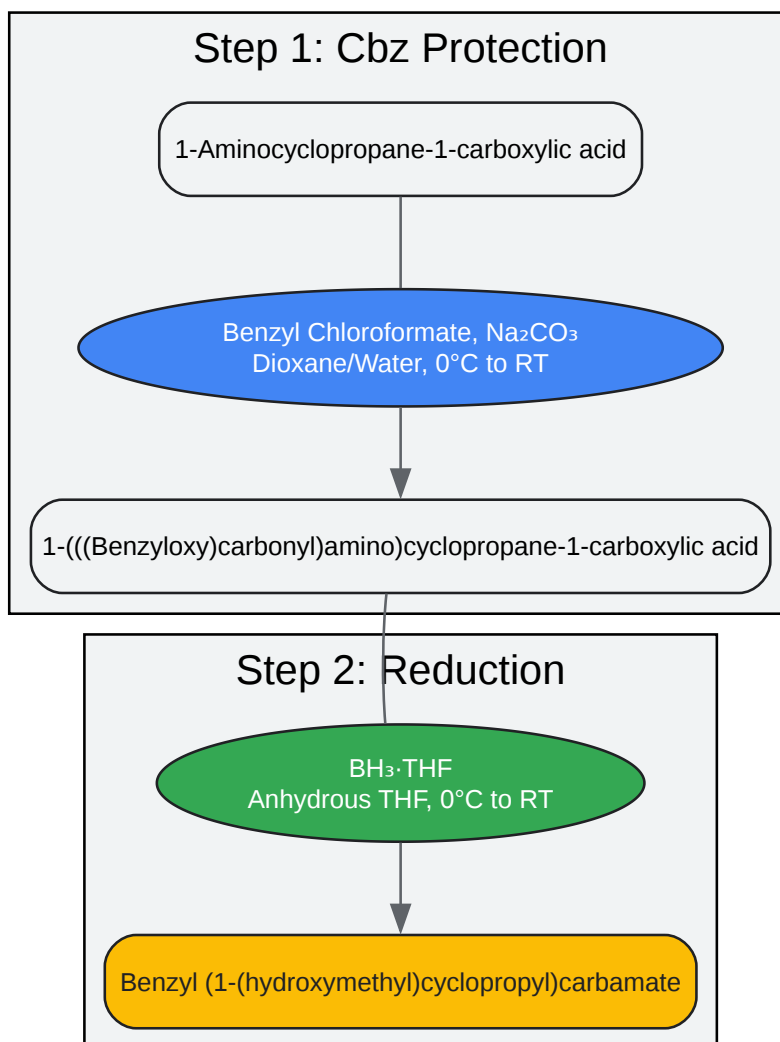 Step 1: Cbz Protection
1-Aminocyclopropane-1-carboxylic acid
Benzyl Chloroformate, Na₂CO₃
Dioxane/Water, 0°C to RT
1-(((Benzyloxy)carbonyl)amino)cyclopropane-1-carboxylic acid
Step 2: Reduction
BH₃·THF
Anhydrous THF, 0°C to RT
Benzyl (1-(hydroxymethyl)cyclopropyl)carbamate